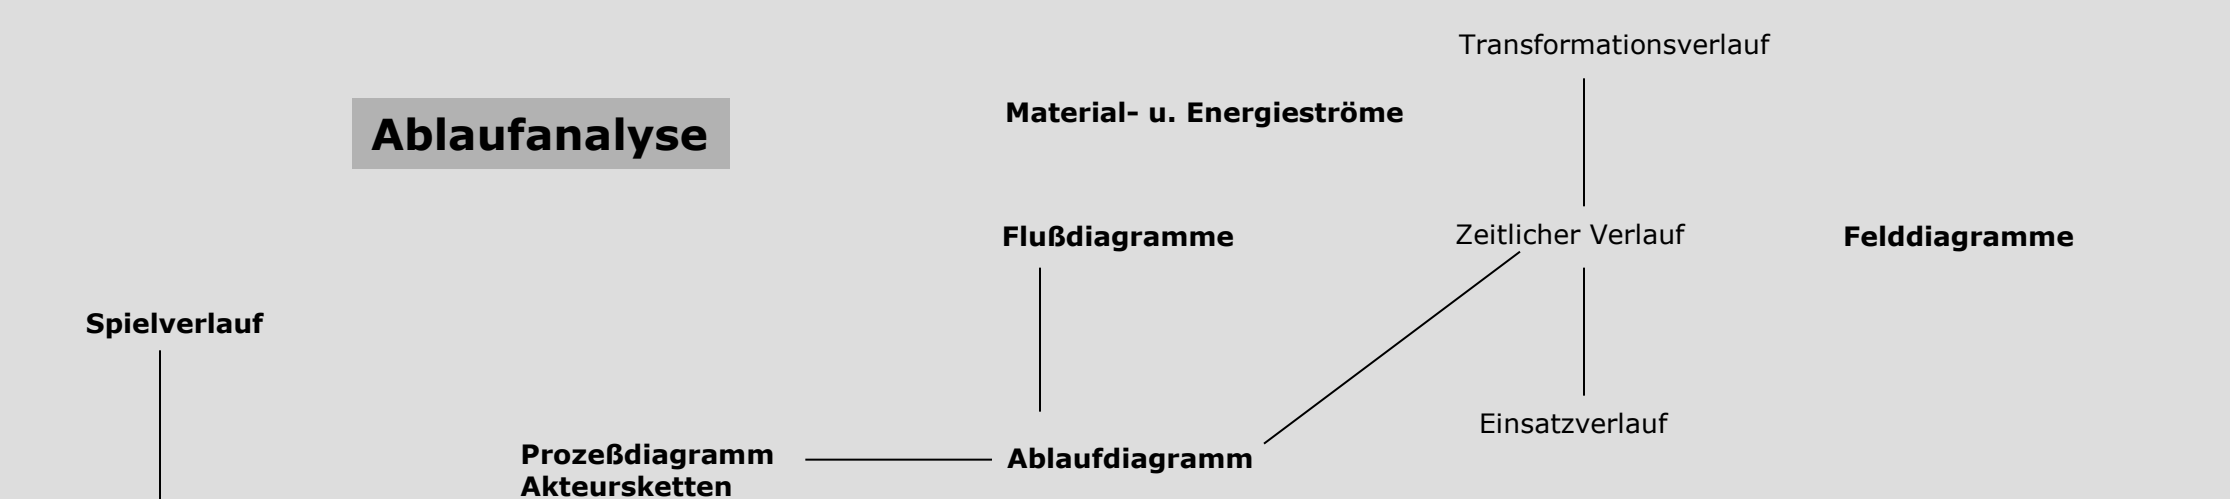 Transformationsverlauf
Material- u. Energieströme
Ablaufanalyse
Flußdiagramme
Zeitlicher Verlauf
Felddiagramme
Spielverlauf
Einsatzverlauf
Prozeßdiagramm
Akteursketten
Ablaufdiagramm